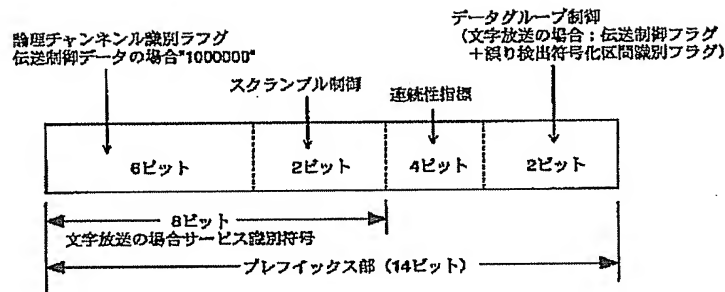 論理チャンネンル識別ラフグ
伝送制御データの場合"1000000"
データグループ制御
(文字放送の場合:伝送制御フラグ
+誤り検出符号化区間識別フラグ)
スクランブル制御
連続性指標
6ビット
2ビット
4ビット
2ビット
8ビット
文字放送の場合サービス識別符号
プレフイックス部(14ビット)